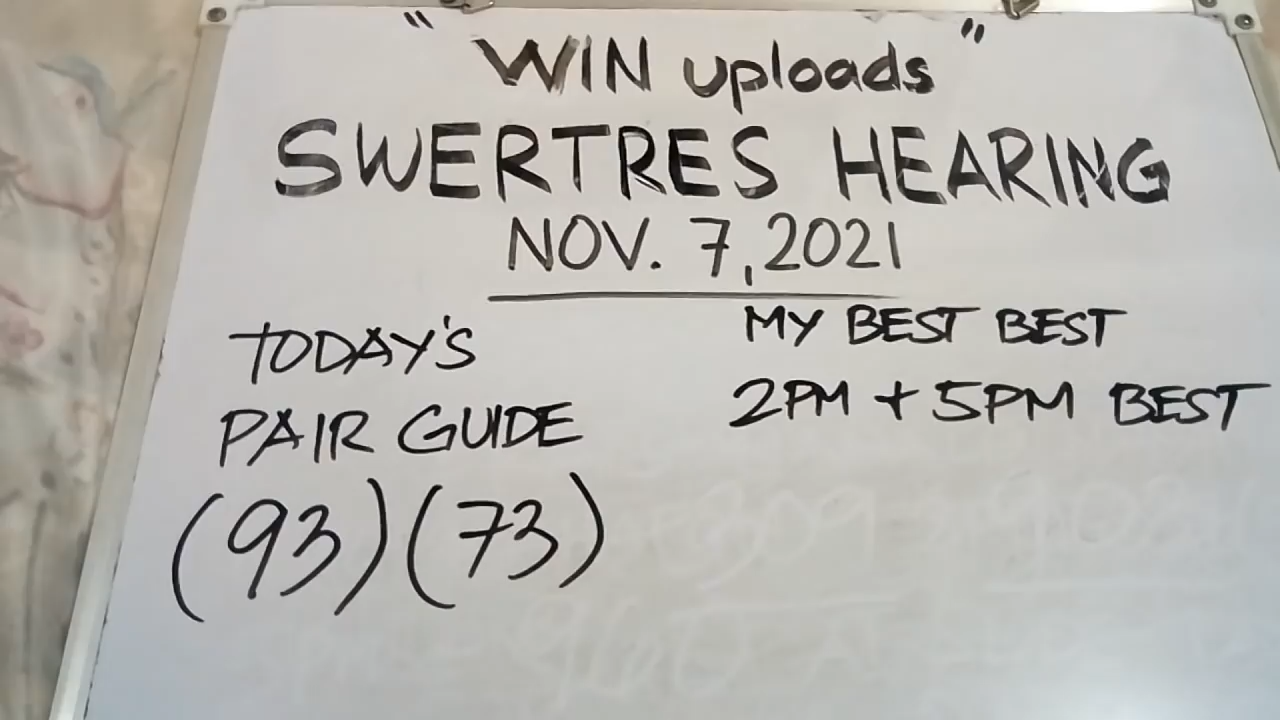 "WIN uploads"
SWERTRES HEARING
NOV. 7, 2021
TODAY'S
PAIR GUIDE
(93)(73)
MY BEST BEST
2PM + 5PM BEST